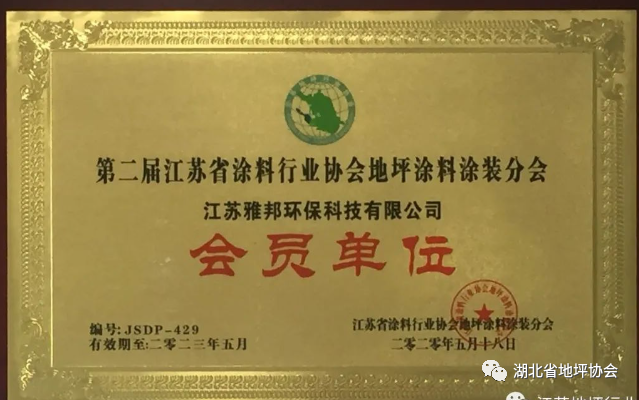 第二届江苏省涂料行业协会地坪涂料涂装分会
江苏雅邦环保科技有限公司
会员单位
编号:JSDP-429
有效期至:二〇二三年五月
江苏省涂料行业协会地坪涂料涂装分会
二〇二〇年五月十八日
湖北省地坪协会